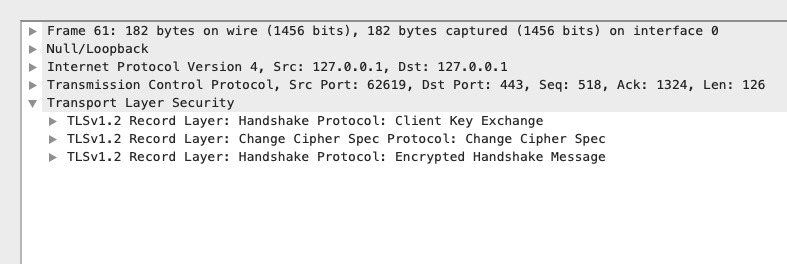 Frame 61: 182 bytes on wire (1456 bits), 182 bytes captured (1456 bits) on interface 0
Null/Loopback
Internet Protocol Version 4, Src: 127.0.0.1, Dst: 127.0.0.1
Transmission Control Protocol, Src Port: 62619, Dst Port: 443, Seq: 518, Ack: 1324, Len: 126
Transport Layer Security
TLSv1.2 Record Layer: Handshake Protocol: Client Key Exchange
TLSv1.2 Record Layer: Change Cipher Spec Protocol: Change Cipher Spec
TLSv1.2 Record Layer: Handshake Protocol: Encrypted Handshake Message